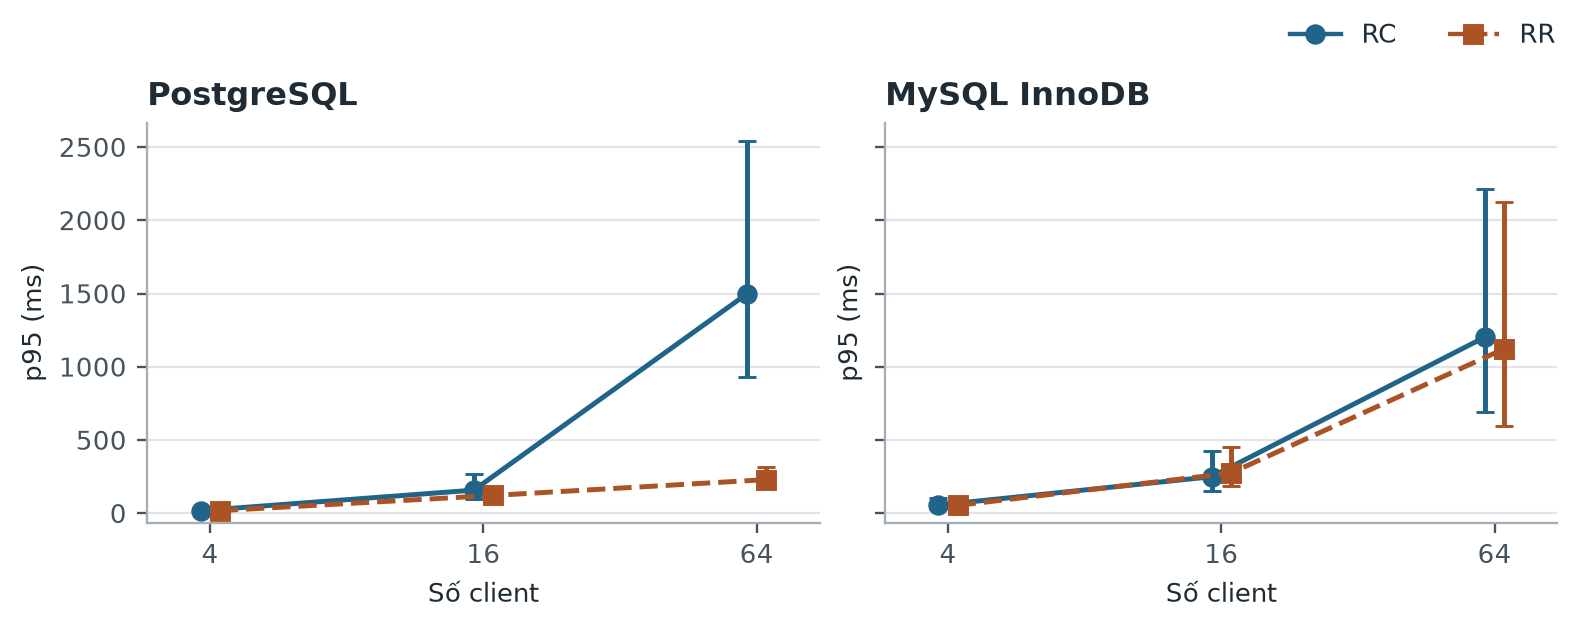 RC RR
PostgreSQL
p95 (ms)
2500
2000
1500
1000
500
0
4 16 64
Số client
MySQL InnoDB
p95 (ms)
4 16 64
Số client